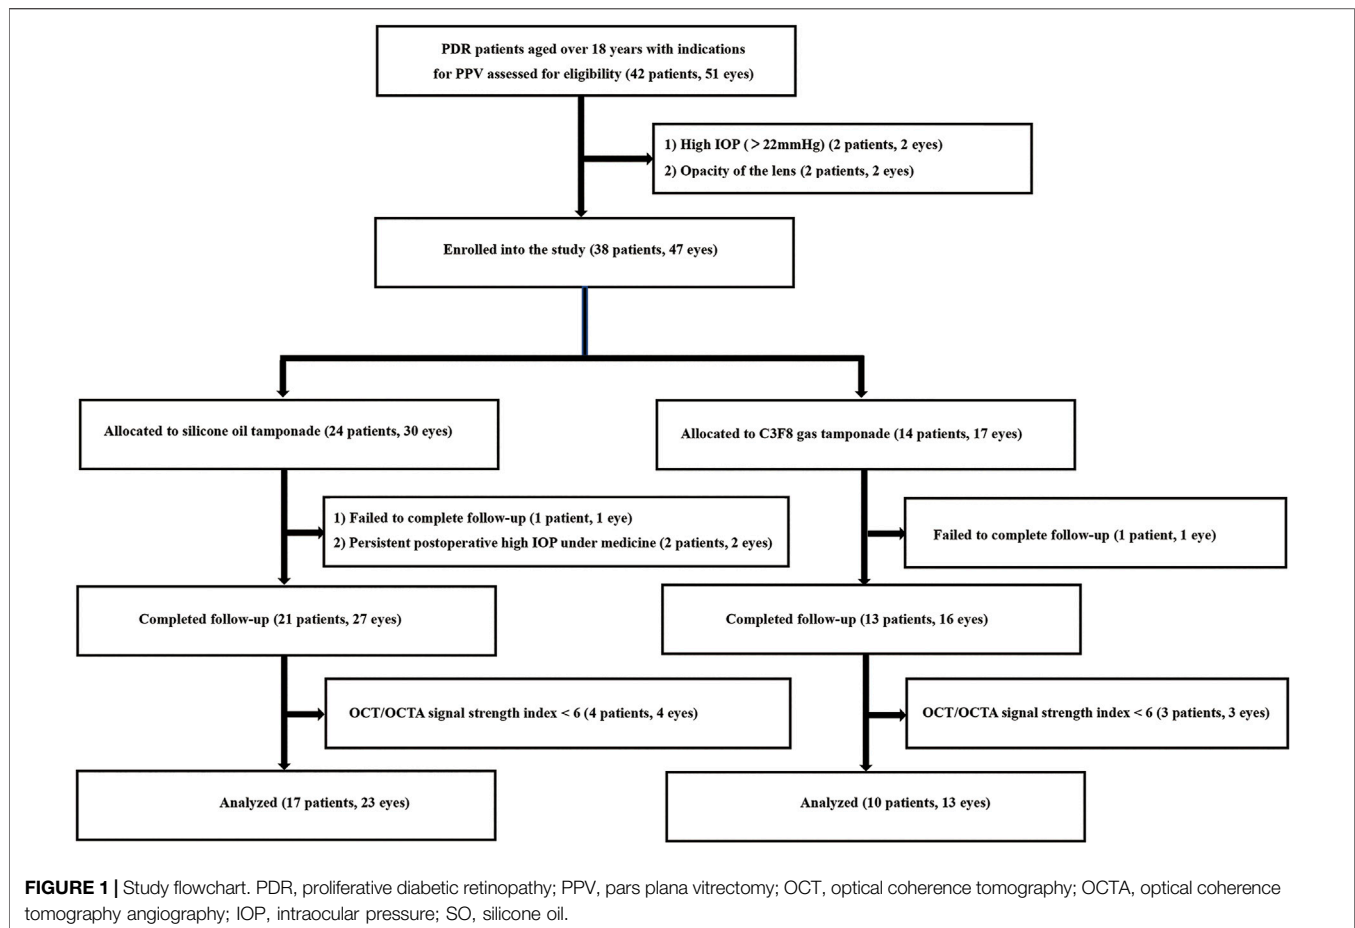 PDR patients aged over 18 years with indications
for PPV assessed for eligibility (42 patients, 51 eyes)
1) High IOP (>22mmHg) (2 patients, 2 eyes)
2) Opacity of the lens (2 patients, 2 eyes)
Enrolled into the study (38 patients, 47 eyes)
Allocated to silicone oil tamponade (24 patients, 30 eyes)
Allocated to C3F8 gas tamponade (14 patients, 17 eyes)
1) Failed to complete follow-up (1 patient, 1 eye)
2) Persistent postoperative high IOP under medicine (2 patients, 2 eyes)
Failed to complete follow-up (1 patient, 1 eye)
Completed follow-up (21 patients, 27 eyes)
Completed follow-up (13 patients, 16 eyes)
OCT/OCTA signal strength index < 6 (4 patients, 4 eyes)
OCT/OCTA signal strength index < 6 (3 patients, 3 eyes)
Analyzed (17 patients, 23 eyes)
Analyzed (10 patients, 13 eyes)
FIGURE 1 | Study flowchart. PDR, proliferative diabetic retinopathy; PPV, pars plana vitrectomy; OCT, optical coherence tomography; OCTA, optical coherence
tomography angiography; IOP, intraocular pressure; SO, silicone oil.